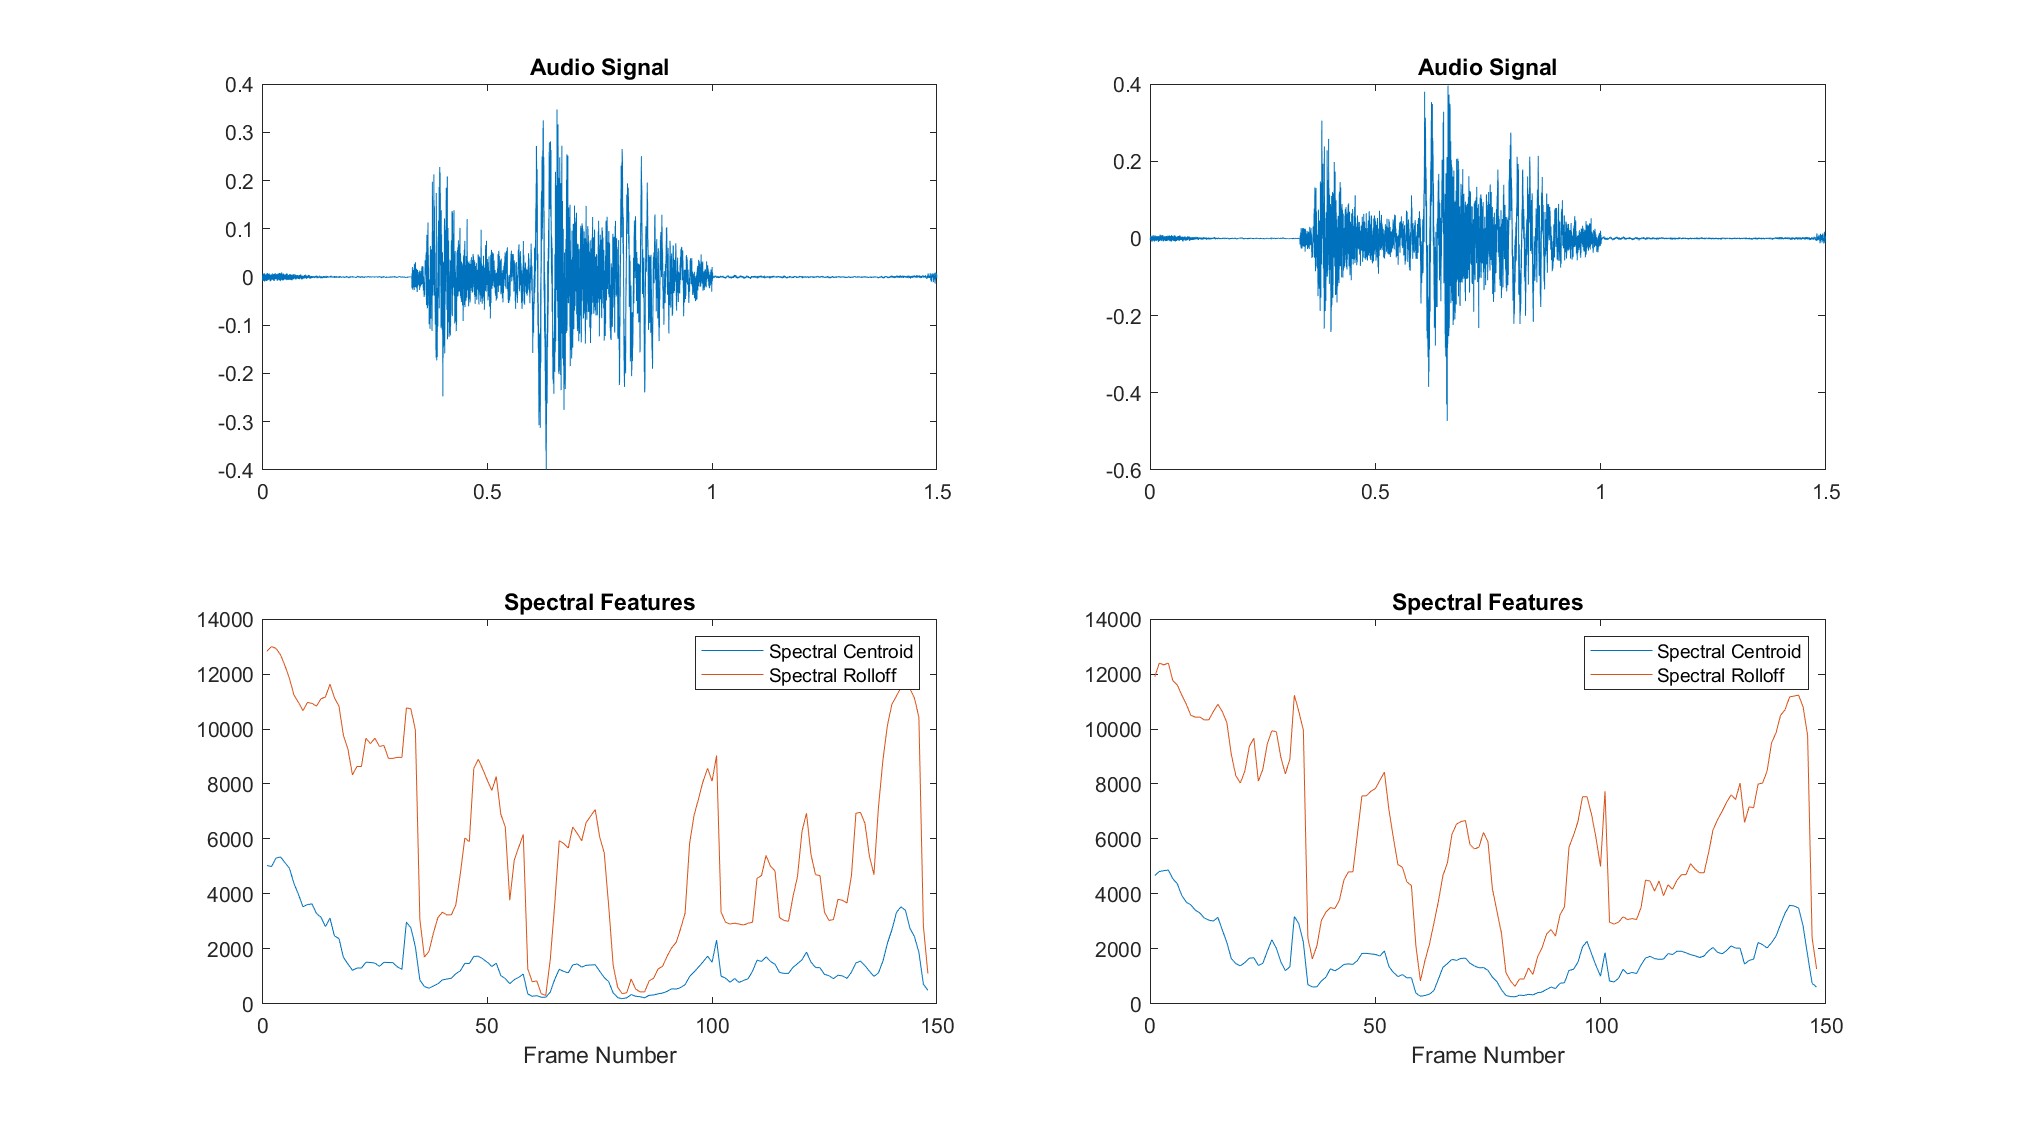 Audio Signal
0.4
0.3
0.2
0.1
0
-0.1
-0.2
-0.3
-0.4
0 0.5 1 1.5
Audio Signal
0.4
0.2
0
-0.2
-0.4
-0.6
0 0.5 1 1.5
Spectral Features
14000
12000
10000
8000
6000
4000
2000
0
Spectral Centroid
Spectral Rolloff
0 50 100 150
Frame Number
Spectral Features
14000
12000
10000
8000
6000
4000
2000
0
Spectral Centroid
Spectral Rolloff
0 50 100 150
Frame Number